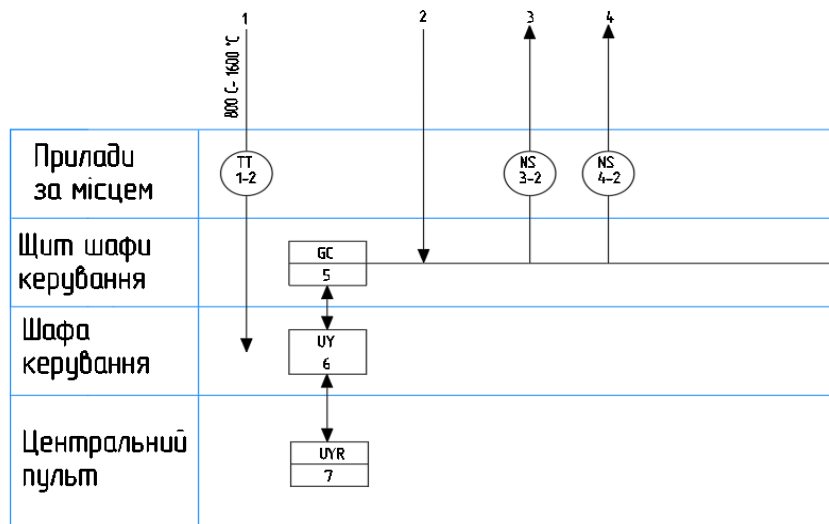 1
2
3
4
800 C- 1600 °C
Прилади
за місцем
TT
1-2
NS
3-2
NS
4-2
Щит шафи
керування
GC
5
Шафа
керування
UY
6
Центральний
пульт
UYR
7